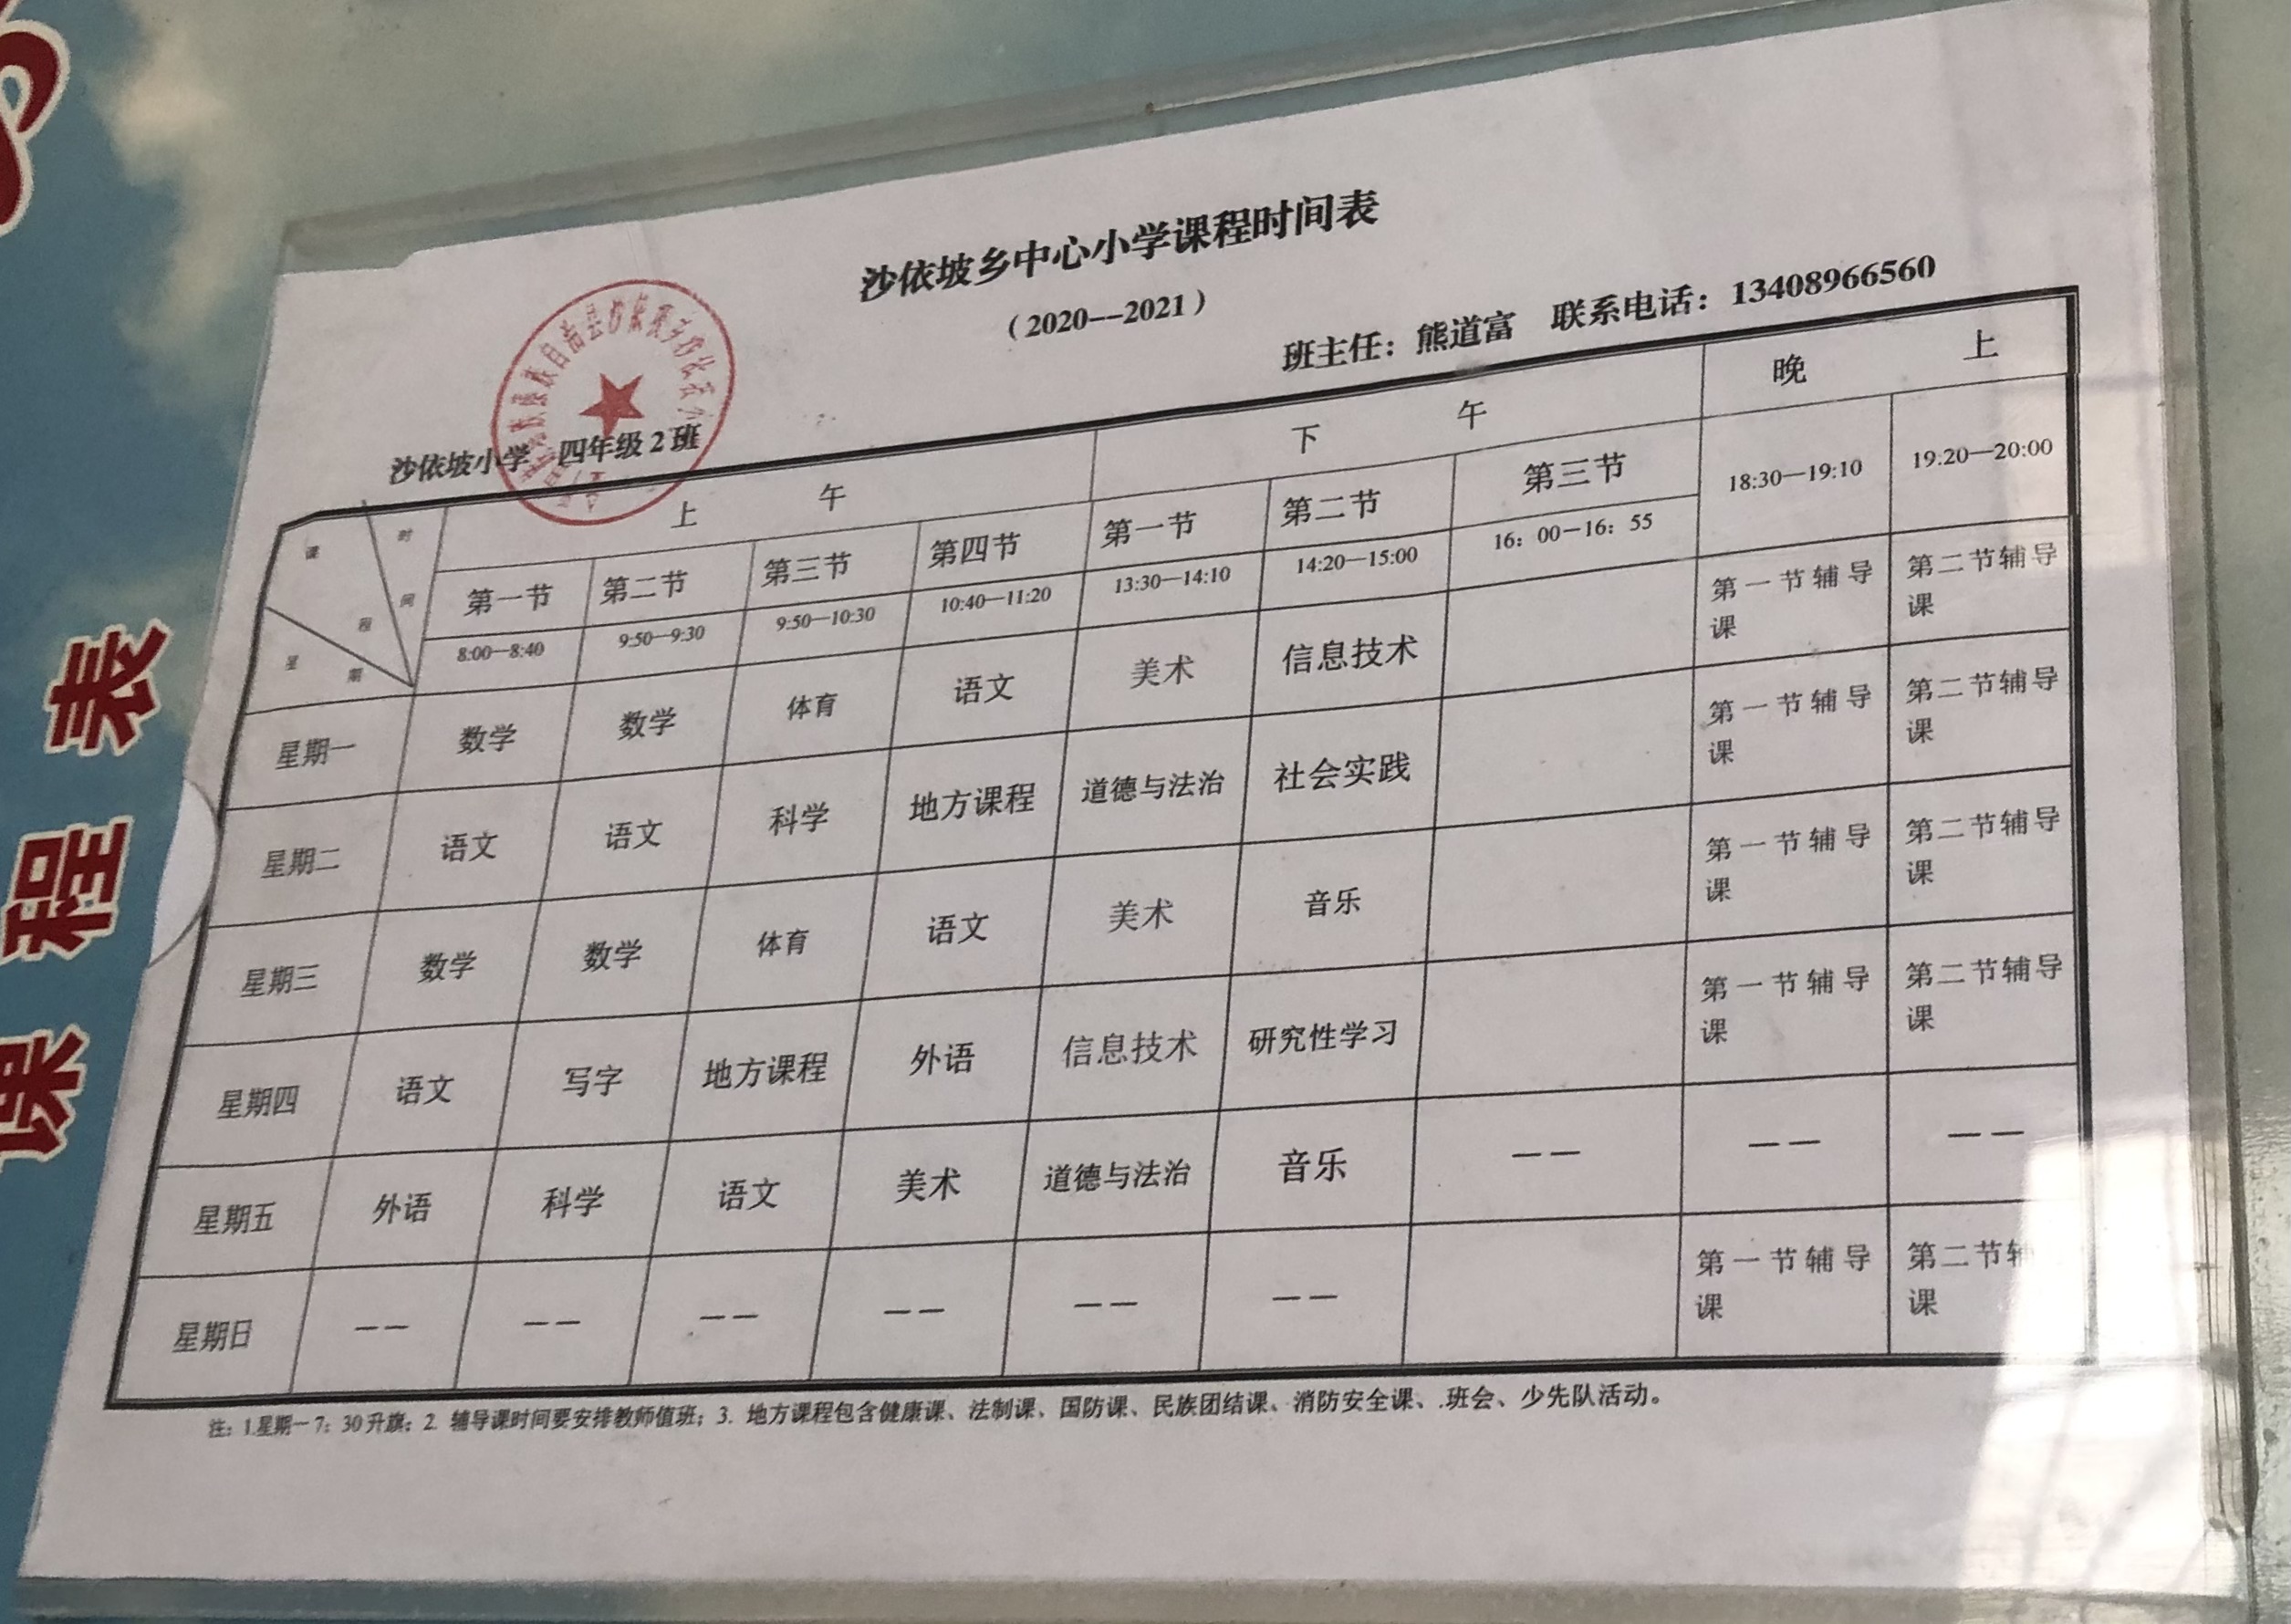 课程表
沙依坡乡中心小学课程时间表
（2020--2021）
班主任：熊道富 联系电话：13408966560
沙依坡小学 四年级2班
课程 时间 星期 上午 下午 晚上
第一节 第二节 第三节 第四节 第一节 第二节 第三节 18:30—19:10 19:20—20:00
8:00—8:40 9:50—9:30 9:50—10:30 10:40—11:20 13:30—14:10 14:20—15:00 16：00—16：55
星期一 数学 数学 体育 语文 美术 信息技术 第一节辅导课 第二节辅导课
星期二 语文 语文 科学 地方课程 道德与法治 社会实践 第一节辅导课 第二节辅导课
星期三 数学 数学 体育 语文 美术 音乐 第一节辅导课 第二节辅导课
星期四 语文 写字 地方课程 外语 信息技术 研究性学习 第一节辅导课 第二节辅导课
星期五 外语 科学 语文 美术 道德与法治 音乐 —— —— ——
星期日 —— —— —— —— —— —— 第一节辅导课 第二节辅导课
注：1.星期一7：30升旗；2. 辅导课时间要安排教师值班；3. 地方课程包含健康课、法制课、国防课、民族团结课、消防安全课、.班会、少先队活动。